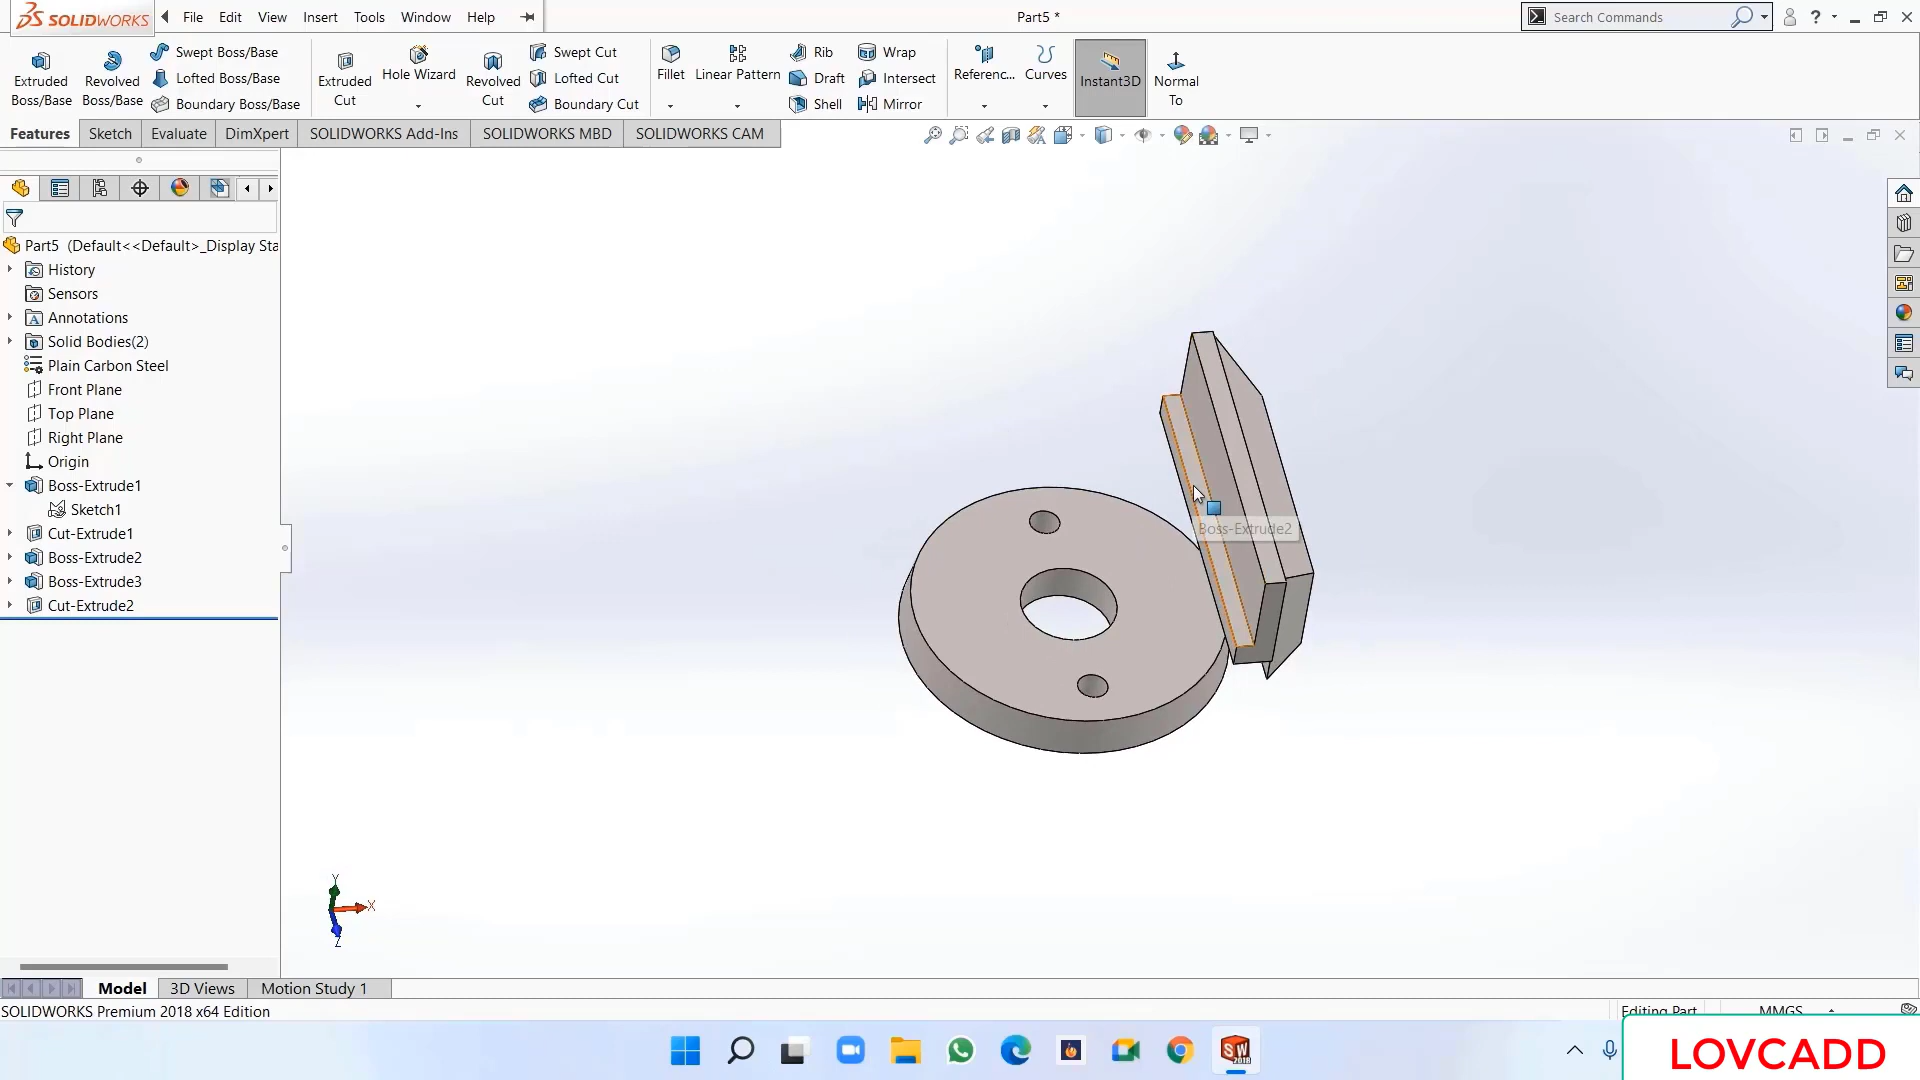 SOLIDWORKS File Edit View Insert Tools Window Help Part5 * Search Commands ?
Extruded Boss/Base
Revolved Boss/Base
Swept Boss/Base
Lofted Boss/Base
Boundary Boss/Base
Extruded Cut
Hole Wizard
Revolved Cut
Swept Cut
Lofted Cut
Boundary Cut
Fillet
Linear Pattern
Rib
Draft
Shell
Wrap
Intersect
Mirror
Referenc...
Curves
Instant3D
Normal To
Features Sketch Evaluate DimXpert SOLIDWORKS Add-Ins SOLIDWORKS MBD SOLIDWORKS CAM
Part5 (Default<<Default>_Display Sta
History
Sensors
Annotations
Solid Bodies(2)
Plain Carbon Steel
Front Plane
Top Plane
Right Plane
Origin
Boss-Extrude1
Sketch1
Cut-Extrude1
Boss-Extrude2
Boss-Extrude3
Cut-Extrude2
Boss-Extrude2
Y
X
Z
Model 3D Views Motion Study 1
SOLIDWORKS Premium 2018 x64 Edition Editing Part MMGS
SW
2018
LOVCADD